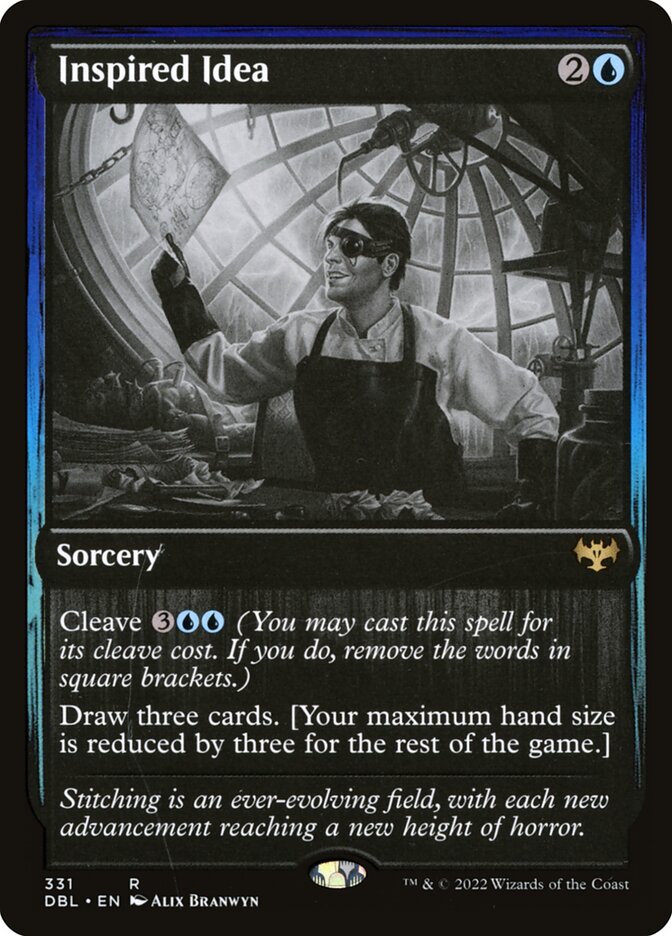 Inspired Idea 2
Sorcery
Cleave 3 (You may cast this spell for
its cleave cost. If you do, remove the words in
square brackets.)
Draw three cards. [Your maximum hand size
is reduced by three for the rest of the game.]
Stitching is an ever-evolving field, with each new
advancement reaching a new height of horror.
331 R
DBL • EN Alix Branwyn
™ & © 2022 Wizards of the Coast